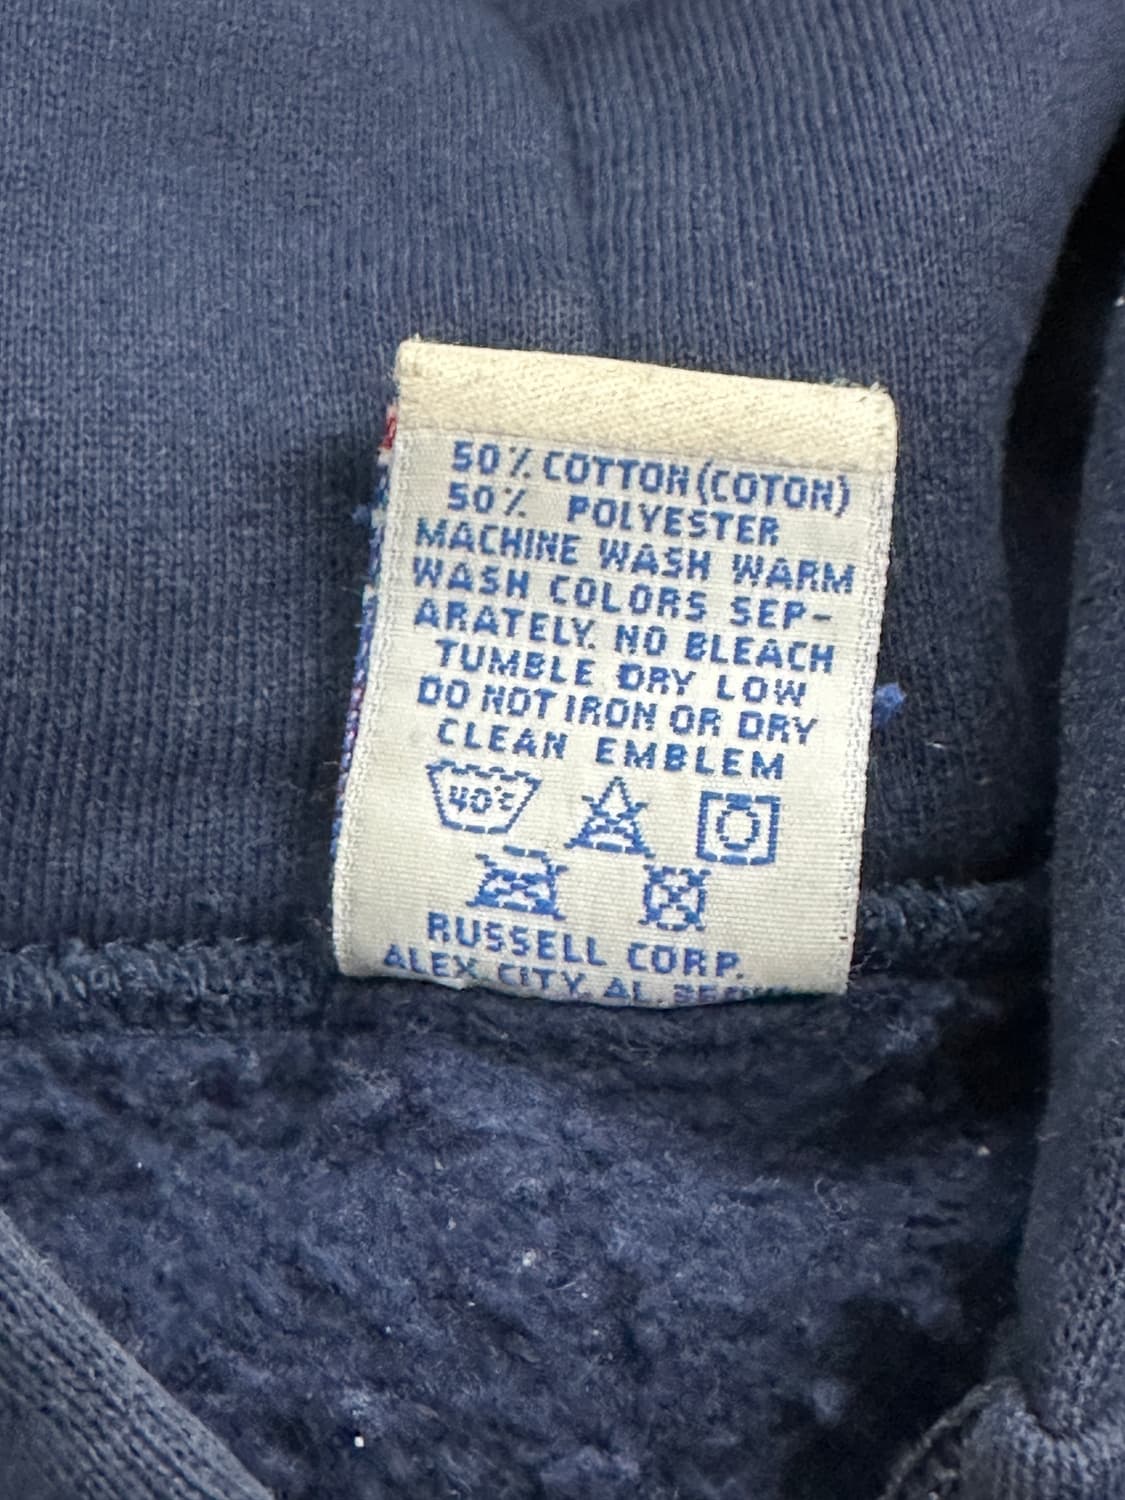 50% COTTON (COTON)
50% POLYESTER
MACHINE WASH WARM
WASH COLORS SEP-
ARATELY. NO BLEACH
TUMBLE DRY LOW
DO NOT IRON OR DRY
CLEAN EMBLEM
40°C
RUSSELL CORP.
ALEX CITY, AL.